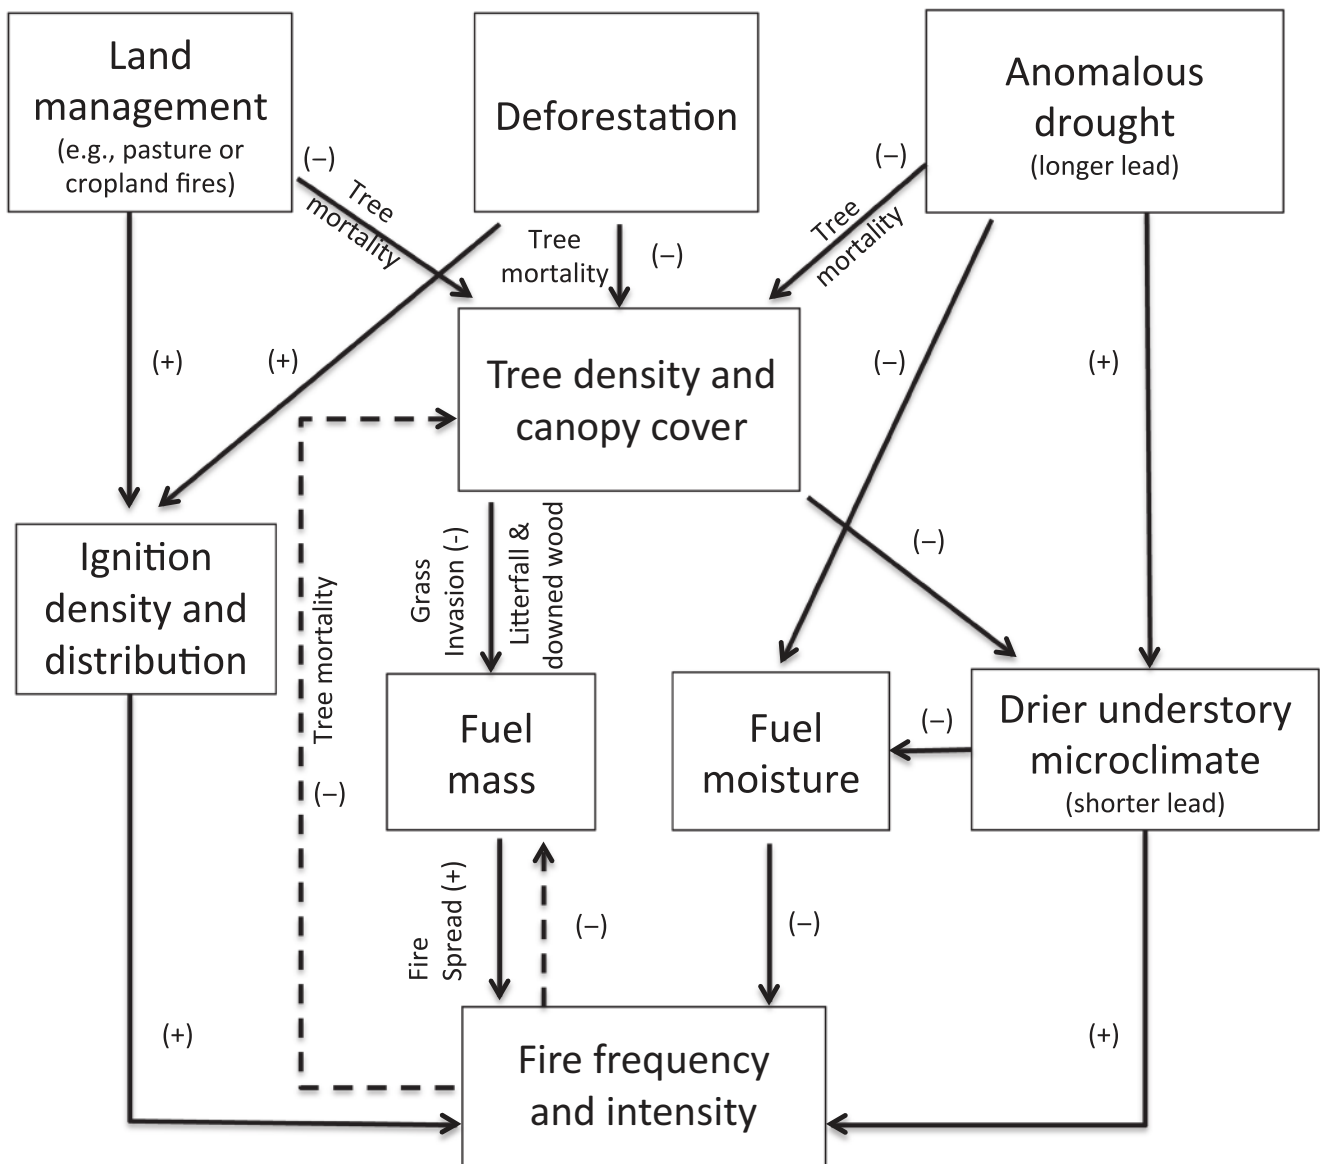 Land
management
(e.g., pasture or
cropland fires)
Deforestation
Anomalous
drought
(longer lead)
(–)
Tree
mortality
Tree
mortality
(–)
(–)
Tree
mortality
(+)
(+)
(–)
(+)
Tree density and
canopy cover
Ignition
density and
distribution
Tree mortality
(–)
Grass
Invasion (-)
Litterfall &
downed wood
(–)
Fuel
mass
Fuel
moisture
(–)
Drier understory
microclimate
(shorter lead)
Fire
Spread (+)
(–)
(–)
(+)
(+)
Fire frequency
and intensity